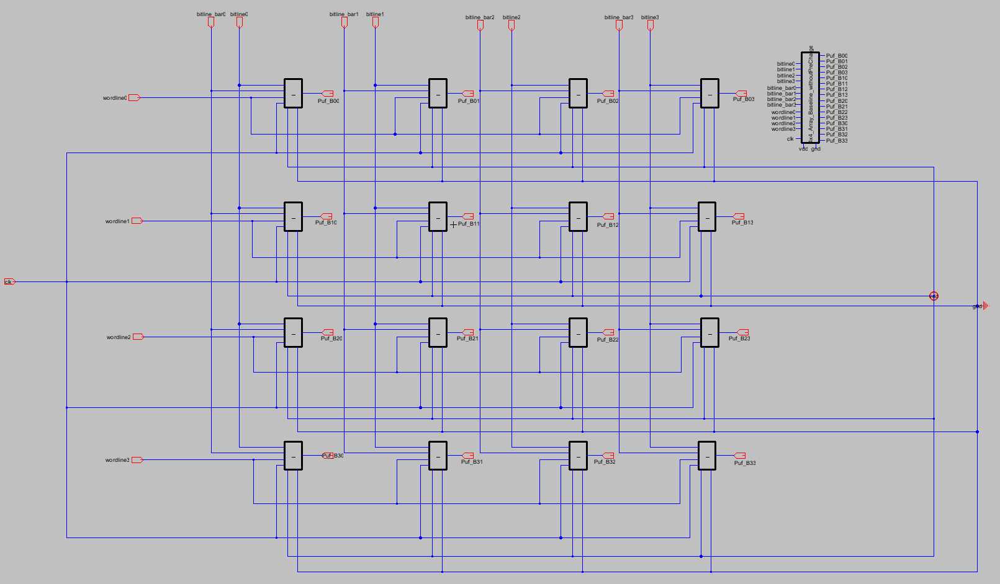 bitline_bar0 bitline0 bitline_bar1 bitline1 bitline_bar2 bitline2 bitline_bar3 bitline3
wordline0 Puf_B00 Puf_B01 Puf_B02 Puf_B03
wordline1 Puf_B10 Puf_B11 Puf_B12 Puf_B13
clk
vdd
gnd
wordline2 Puf_B20 Puf_B21 Puf_B22 Puf_B23
wordline3 Puf_B30 Puf_B31 Puf_B32 Puf_B33
bitline0
bitline1
bitline2
bitline3
bitline_bar0
bitline_bar1
bitline_bar2
bitline_bar3
wordline0
wordline1
wordline2
wordline3
clk
4x4_Array_Baseline_withoutPreCharge
vdd gnd
Puf_B00
Puf_B01
Puf_B02
Puf_B03
Puf_B10
Puf_B11
Puf_B12
Puf_B13
Puf_B20
Puf_B21
Puf_B22
Puf_B23
Puf_B30
Puf_B31
Puf_B32
Puf_B33